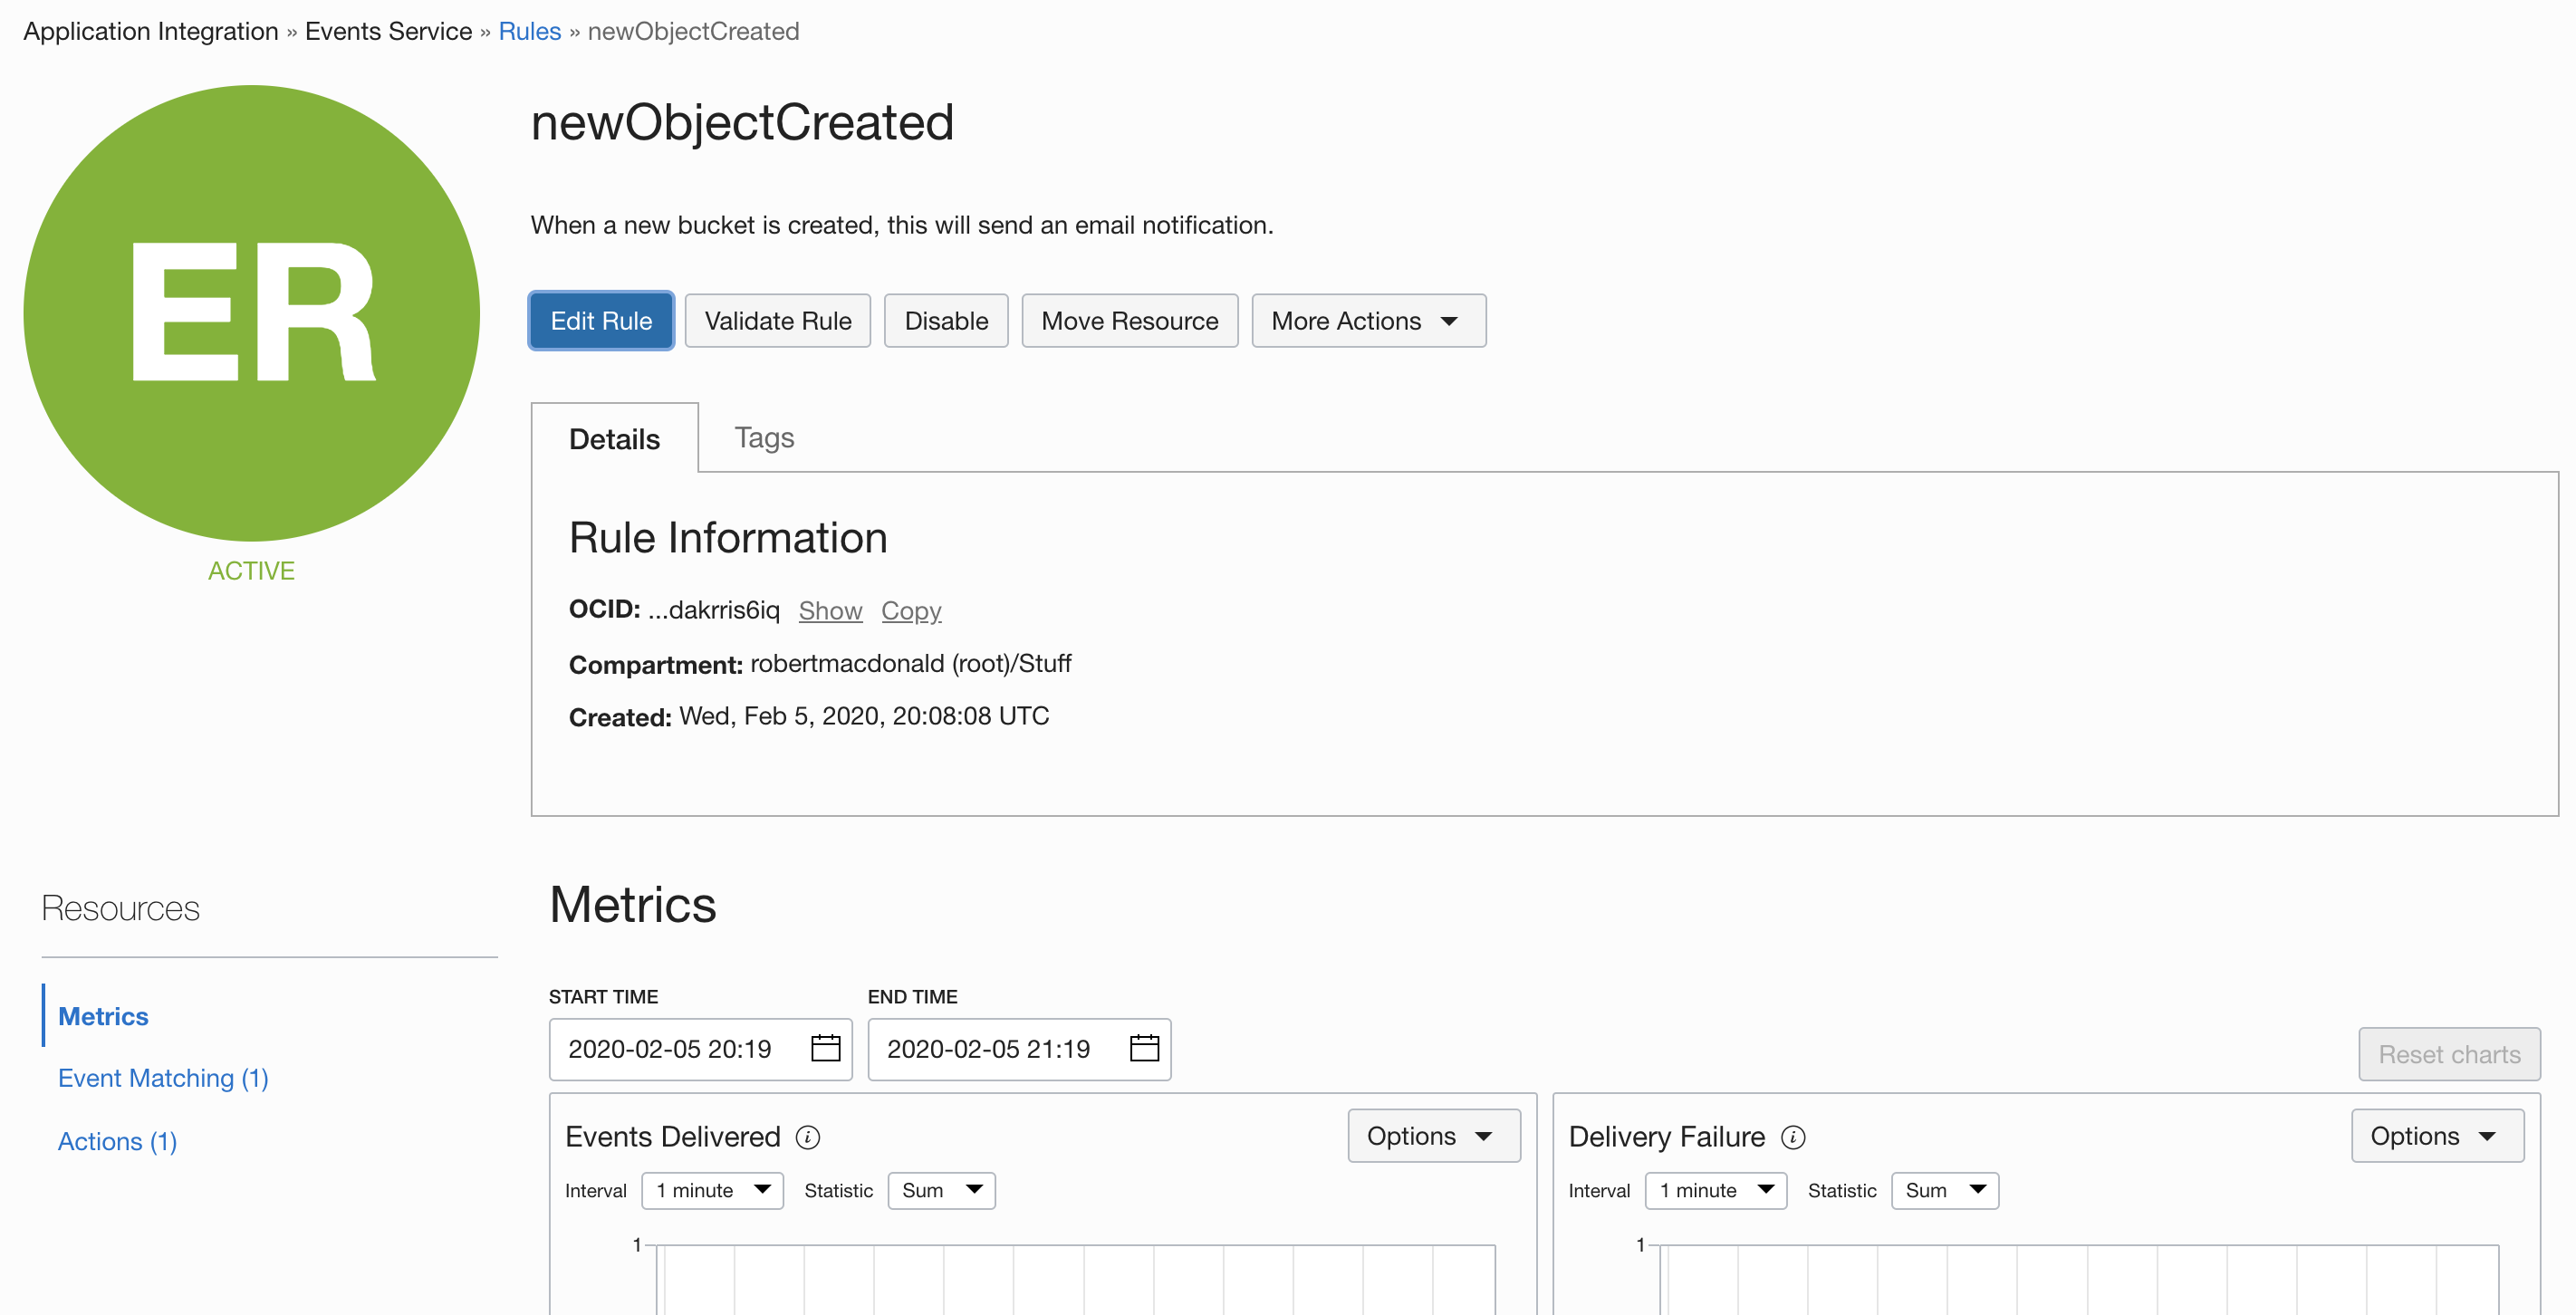 Application Integration » Events Service » Rules » newObjectCreated
ER
ACTIVE
newObjectCreated
When a new bucket is created, this will send an email notification.
Edit Rule Validate Rule Disable Move Resource More Actions
Details Tags
Rule Information
OCID: ...dakrris6iq Show Copy
Compartment: robertmacdonald (root)/Stuff
Created: Wed, Feb 5, 2020, 20:08:08 UTC
Resources
Metrics
Event Matching (1)
Actions (1)
Metrics
START TIME END TIME
2020-02-05 20:19 2020-02-05 21:19
Reset charts
Events Delivered i Options
Interval 1 minute Statistic Sum
1
Delivery Failure i Options
Interval 1 minute Statistic Sum
1